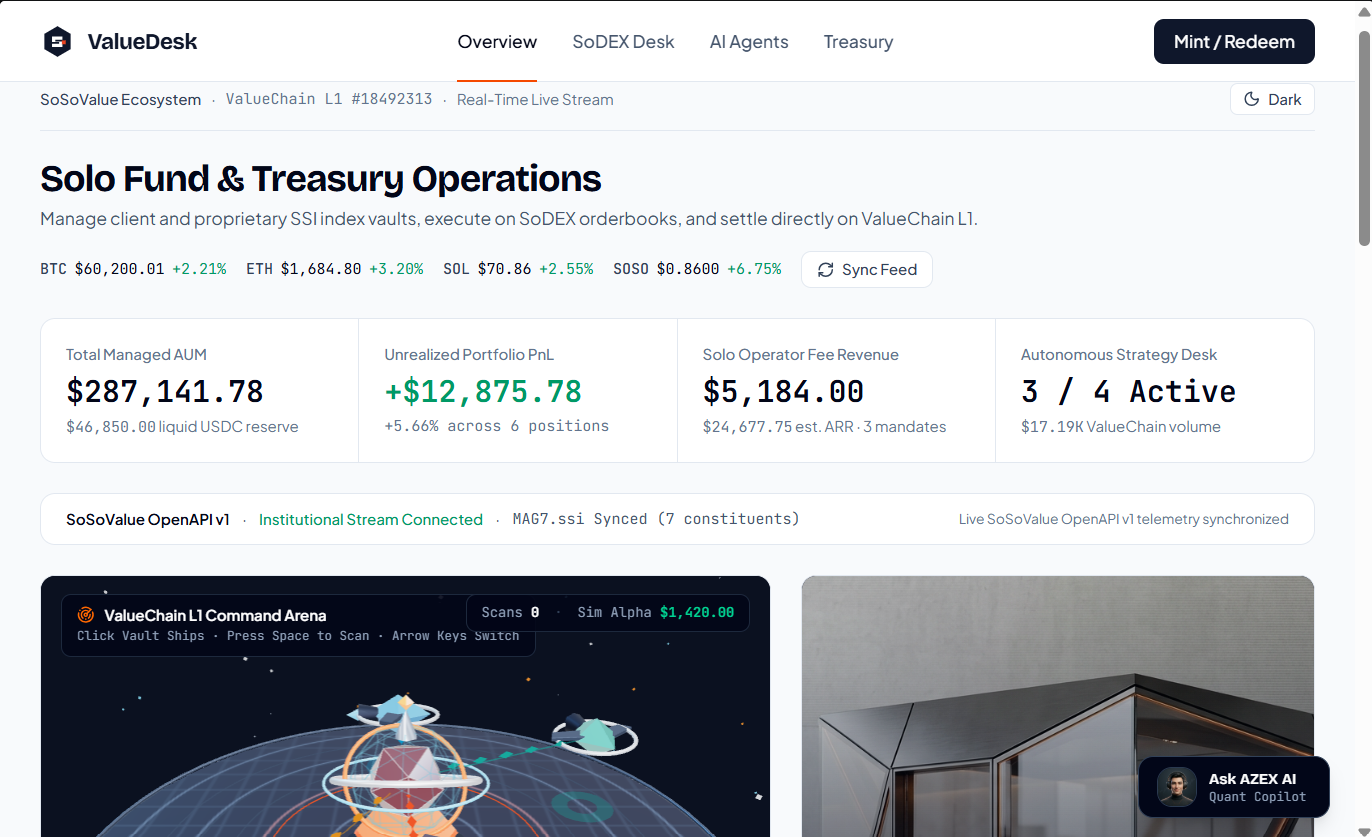 ValueDesk
Overview SoDEX Desk AI Agents Treasury
Mint / Redeem
SoSoValue Ecosystem · ValueChain L1 #18492313 · Real-Time Live Stream
Dark
Solo Fund & Treasury Operations
Manage client and proprietary SSI index vaults, execute on SoDEX orderbooks, and settle directly on ValueChain L1.
BTC $60,200.01 +2.21% ETH $1,684.80 +3.20% SOL $70.86 +2.55% SOSO $0.8600 +6.75% Sync Feed
Total Managed AUM
$287,141.78
$46,850.00 liquid USDC reserve
Unrealized Portfolio PnL
+$12,875.78
+5.66% across 6 positions
Solo Operator Fee Revenue
$5,184.00
$24,677.75 est. ARR · 3 mandates
Autonomous Strategy Desk
3 / 4 Active
$17.19K ValueChain volume
SoSoValue OpenAPI v1 · Institutional Stream Connected · MAG7.ssi Synced (7 constituents)
Live SoSoValue OpenAPI v1 telemetry synchronized
ValueChain L1 Command Arena
Click Vault Ships · Press Space to Scan · Arrow Keys Switch
Scans 0 · Sim Alpha $1,420.00
Ask AZEX AI
Quant Copilot